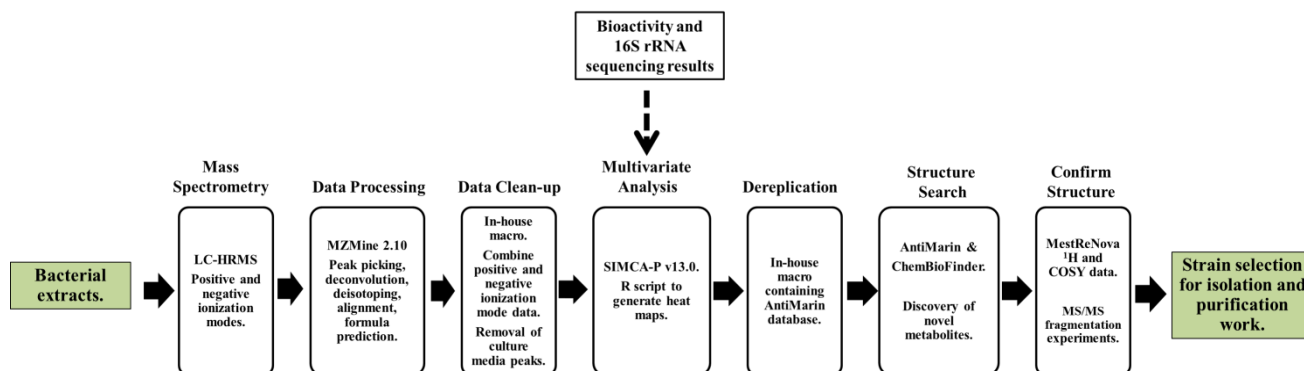 Bioactivity and
16S rRNA
sequencing results
Bacterial
extracts.
Mass
Spectrometry
LC-HRMS
Positive and
negative
ionization
modes.
Data Processing
MZMine 2.10
Peak picking,
deconvolution,
deisotoping,
alignment,
formula
prediction.
Data Clean-up
In-house
macro.
Combine
positive and
negative
ionization
mode data.
Removal of
culture
media peaks.
Multivariate
Analysis
SIMCA-P v13.0.
R script to
generate heat
maps.
Dereplication
In-house
macro
containing
AntiMarin
database.
Structure
Search
AntiMarin &
ChemBioFinder.
Discovery of
novel
metabolites.
Confirm
Structure
MestReNova
¹H and
COSY data.
MS/MS
fragmentation
experiments.
Strain selection
for isolation and
purification
work.